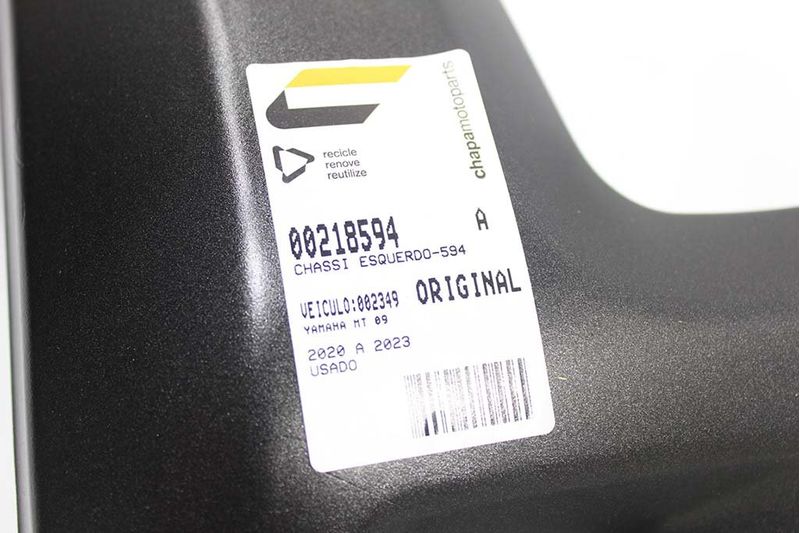 chapamotoparts
recicle
renove
reutilize
00218594 A
CHASSI ESQUERDO-594
VEICULO:002349 ORIGINAL
YAMAHA MT 09
2020 A 2023
USADO